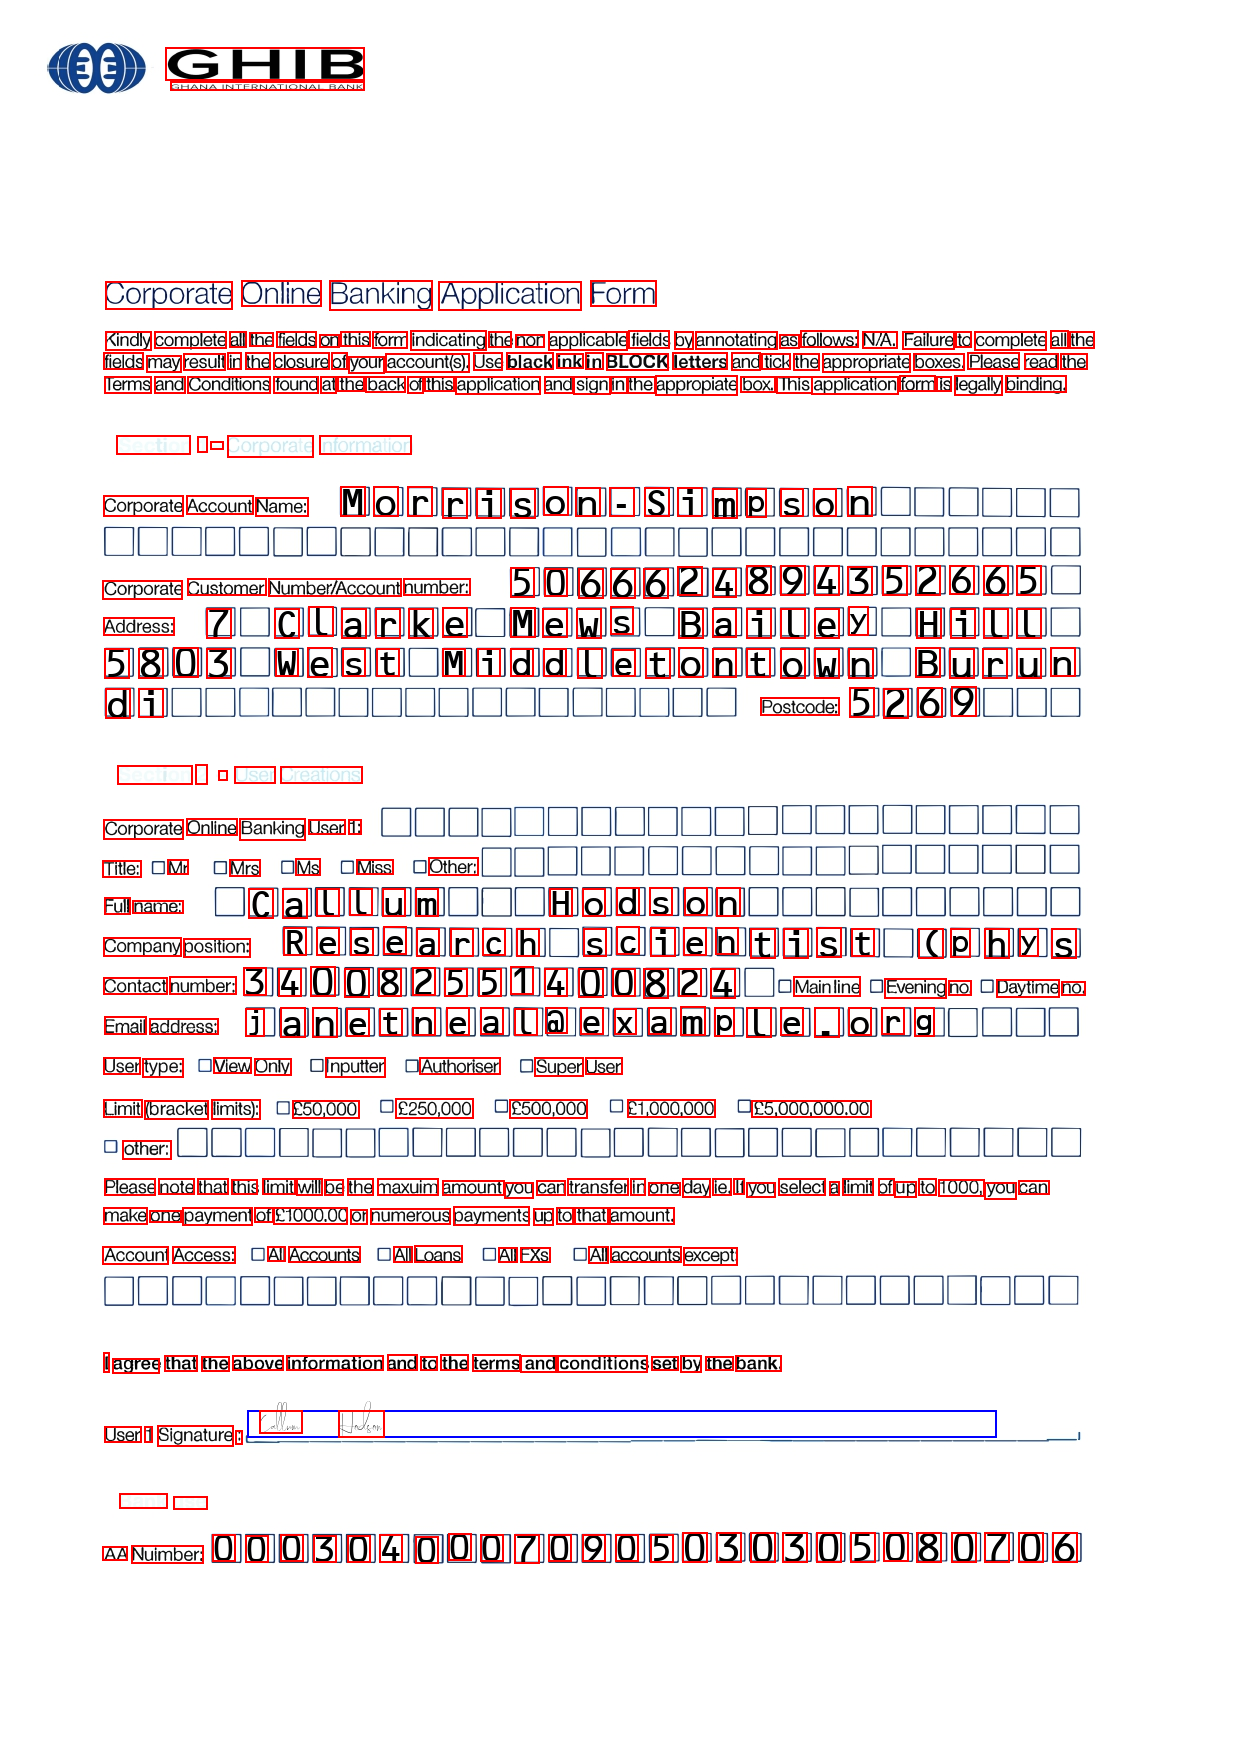 GHIB
GHANA INTERNATIONAL BANK
Corporate Online Banking Application Form
Kindly complete all the fields on this form indicating the non applicable fields by annotating as follows: N/A. Failure to complete all the
fields may result in the closure of your account(s). Use black ink in BLOCK letters and tick the appropriate boxes. Please read the
Terms and Conditions found at the back of this application and sign in the appropiate box. This application form is legally binding.
Section - Corporate Information
Corporate Account Name: Morrison-Simpson
Corporate Customer Number/Account number: 5066624894352665
Address: 7 Clarke Mews Bailey Hill
5803 West Middletontown Burun
di Postcode: 5269
Section - User Creations
Corporate Online Banking User 1:
Title: Mr Mrs Ms Miss Other:
Full name: Callum Hodson
Company position: Research scientist (phys
Contact number: 340082551400824 Main line Evening no Daytime no.
Email address: janetneal@example.org
User type: View Only Inputter Authoriser Super User
Limit (bracket limits): £50,000 £250,000 £500,000 £1,000,000 £5,000,000.00
other:
Please note that this limit will be the maxuim amount you can transfer in one day ie. If you select a limit of up to 1000, you can
make one payment of £1000.00 or numerous payments up to that amount.
Account Access: All Accounts All Loans All FXs All accounts except
I agree that the above information and to the terms and conditions set by the bank.
User 1 Signature : Callum Hodson
AA Nuimber: 00030400070905030305080706